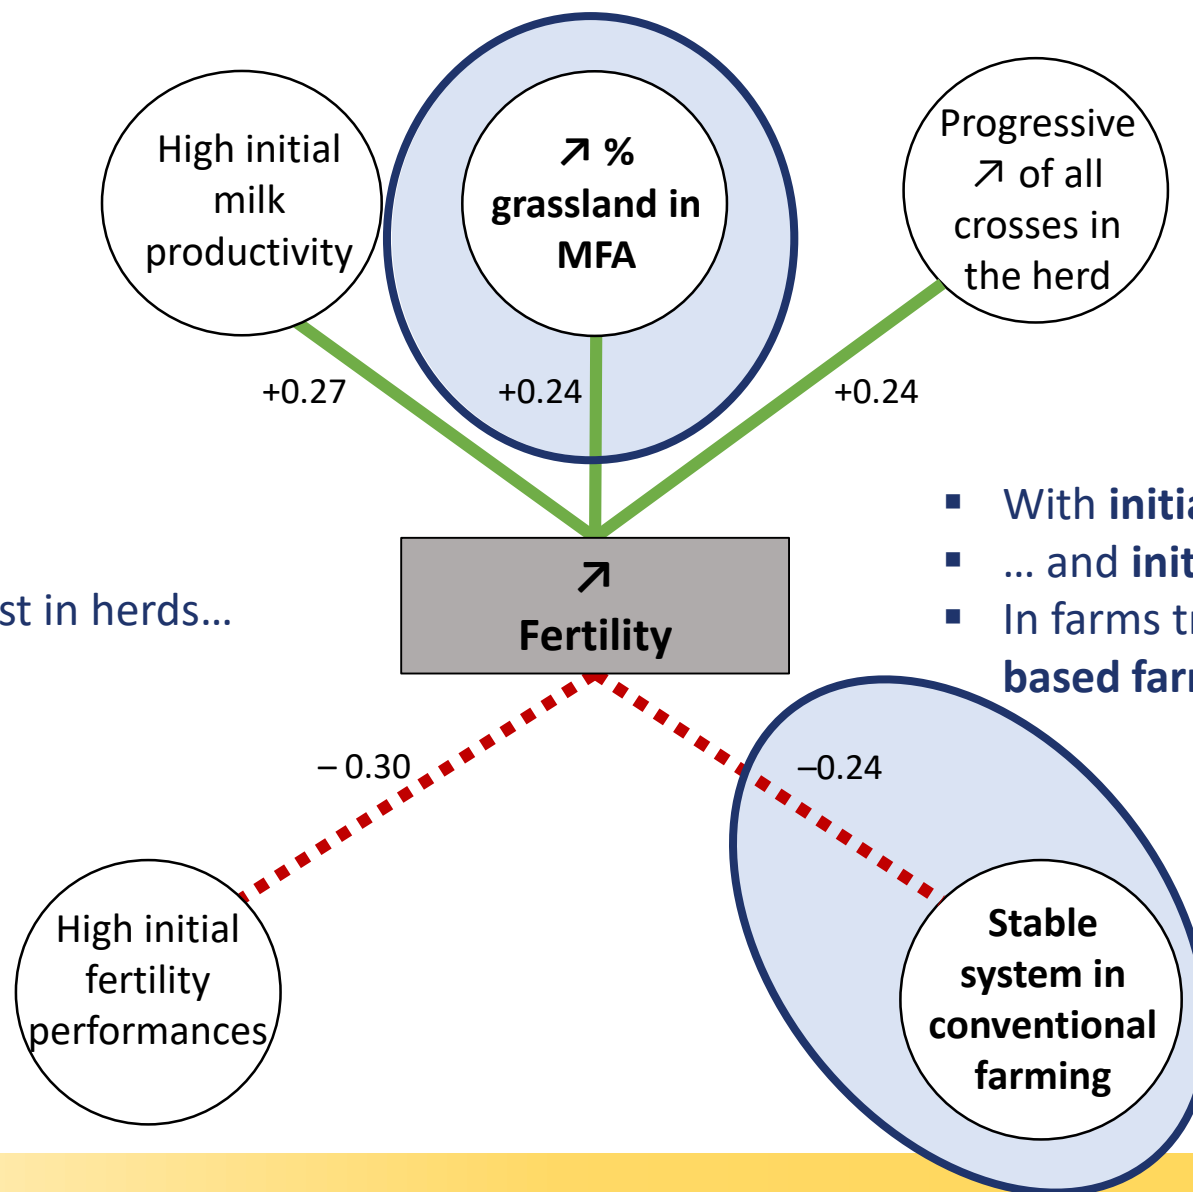 High initial
milk
productivity
↗ %
grassland in
MFA
Progressive
↗ of all
crosses in
the herd
+0.27
+0.24
+0.24
With
… and
In farms
in herds…
↗
Fertility
– 0.30
–0.24
High initial
fertility
performances
Stable
system in
conventional
farming